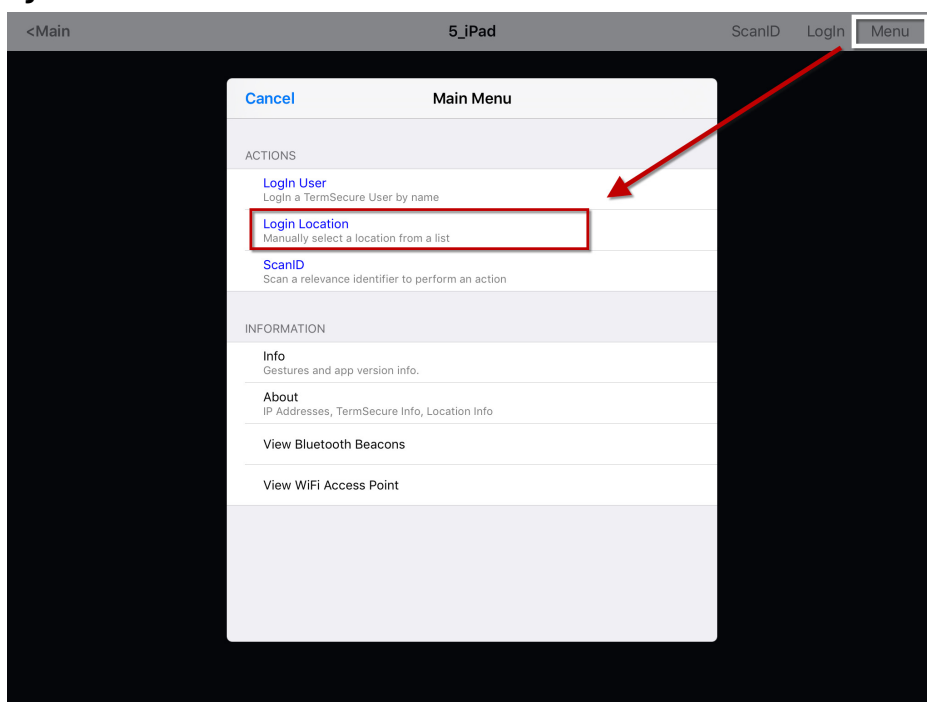 <Main 5_iPad ScanID LogIn Menu
Cancel Main Menu
ACTIONS
LogIn User
LogIn a TermSecure User by name
Login Location
Manually select a location from a list
ScanID
Scan a relevance identifier to perform an action
INFORMATION
Info
Gestures and app version info.
About
IP Addresses, TermSecure Info, Location Info
View Bluetooth Beacons
View WiFi Access Point